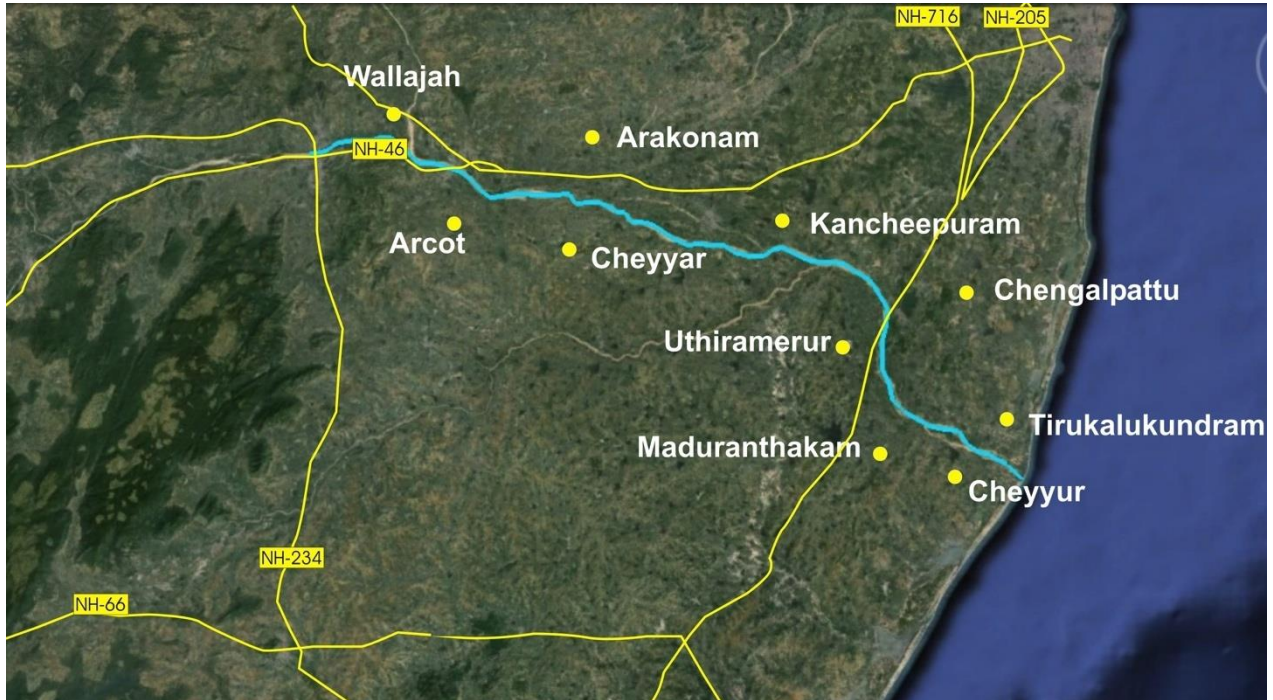 NH-716
NH-205
Wallajah
Arakonam
NH-46
Kancheepuram
Arcot
Cheyyar
Chengalpattu
Uthiramerur
Tirukalukundram
Maduranthakam
Cheyyur
NH-234
NH-66